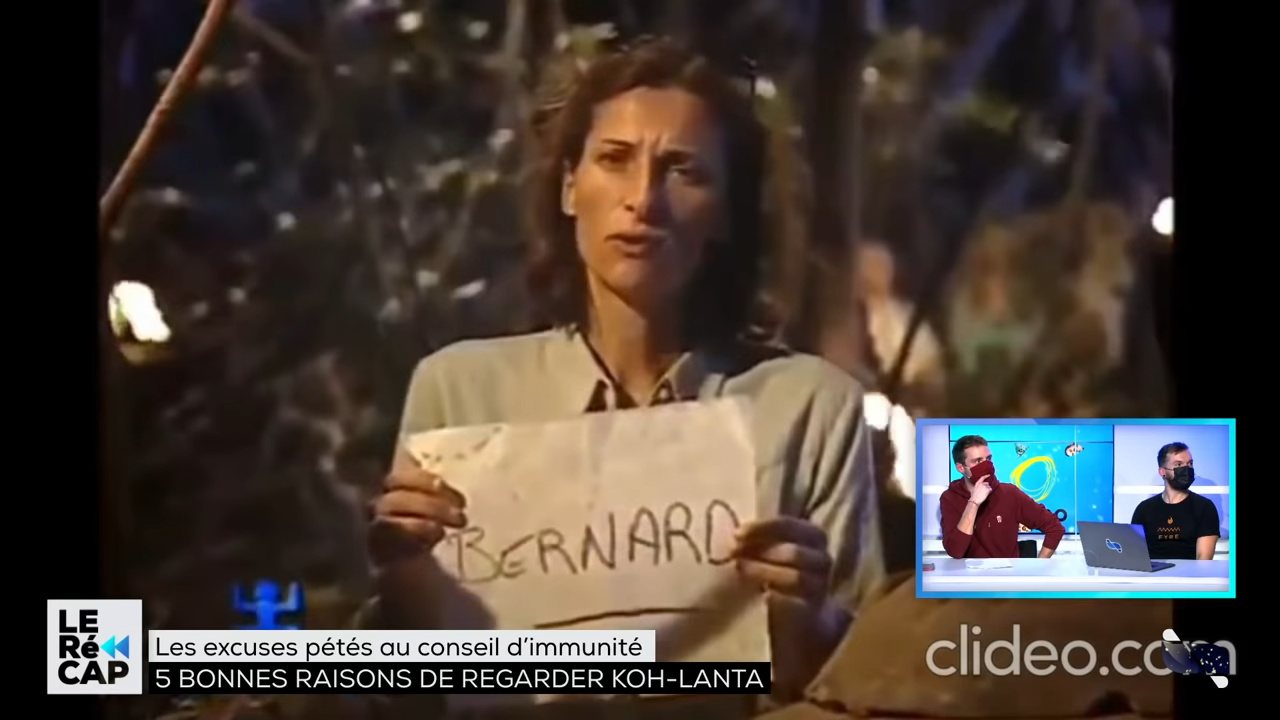 BERNARD
FYRE
LE
Ré
CAP
Les excuses pétés au conseil d'immunité
5 BONNES RAISONS DE REGARDER KOH-LANTA
clideo.com